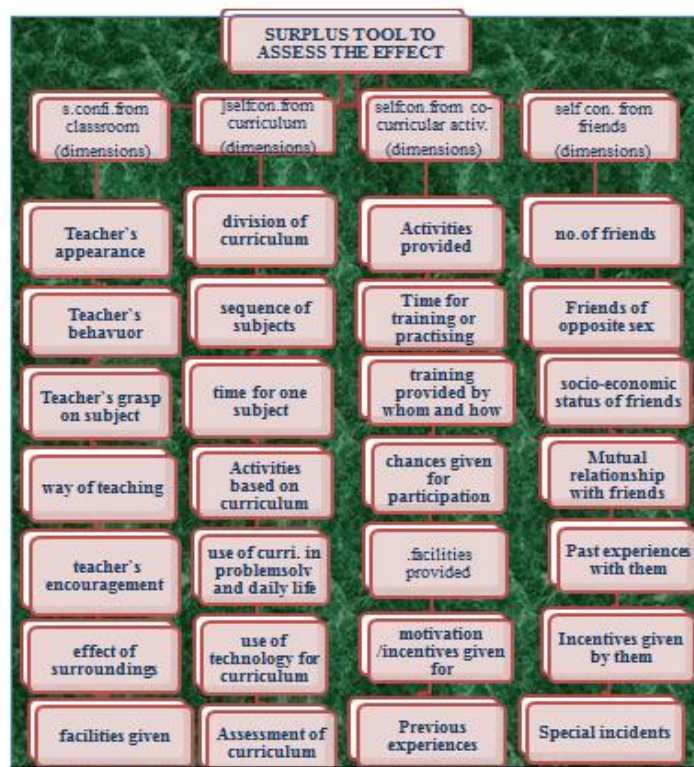 SURPLUS TOOL TO
ASSESS THE EFFECT
s.confi.from
classroom
(dimensions)
Teacher`s
appearance
Teacher`s
behavuor
Teacher`s grasp
on subject
way of teaching
teacher`s
encouragement
effect of
surroundings
facilities given
]selfcon.from
curriculum
(dimensions)
division of
curriculum
sequence of
subjects
time for one
subject
Activities
based on
curriculum
use of curri. in
problemsolv
and daily life
use of
technology for
curriculum
Assessment of
curriculum
selfcon.from co-
curricular activ.
(dimensions)
Activities
provided
Time for
training or
practising
training
provided by
whom and how
chances given
for
participation
.facilities
provided
motivation
/incentives given
for
Previous
experiences
self con. from
friends
(dimensions)
no.of friends
Friends of
opposite sex
socio-economic
status of friends
Mutual
relationship
with friends
Past experiences
with them
Incentives given
by them
Special incidents